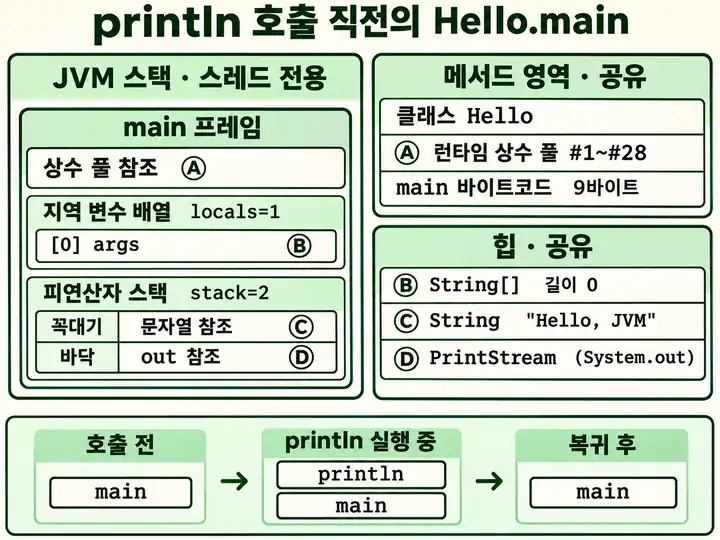 println 호출 직전의 Hello.main
JVM 스택 · 스레드 전용
main 프레임
상수 풀 참조 Ⓐ
지역 변수 배열 locals=1
[0] args Ⓑ
피연산자 스택 stack=2
꼭대기 문자열 참조 Ⓒ
바닥 out 참조 Ⓓ
메서드 영역 · 공유
클래스 Hello
Ⓐ 런타임 상수 풀 #1~#28
main 바이트코드 9바이트
힙 · 공유
Ⓑ String[] 길이 0
Ⓒ String "Hello, JVM"
Ⓓ PrintStream (System.out)
호출 전
main
→
println 실행 중
println
main
→
복귀 후
main